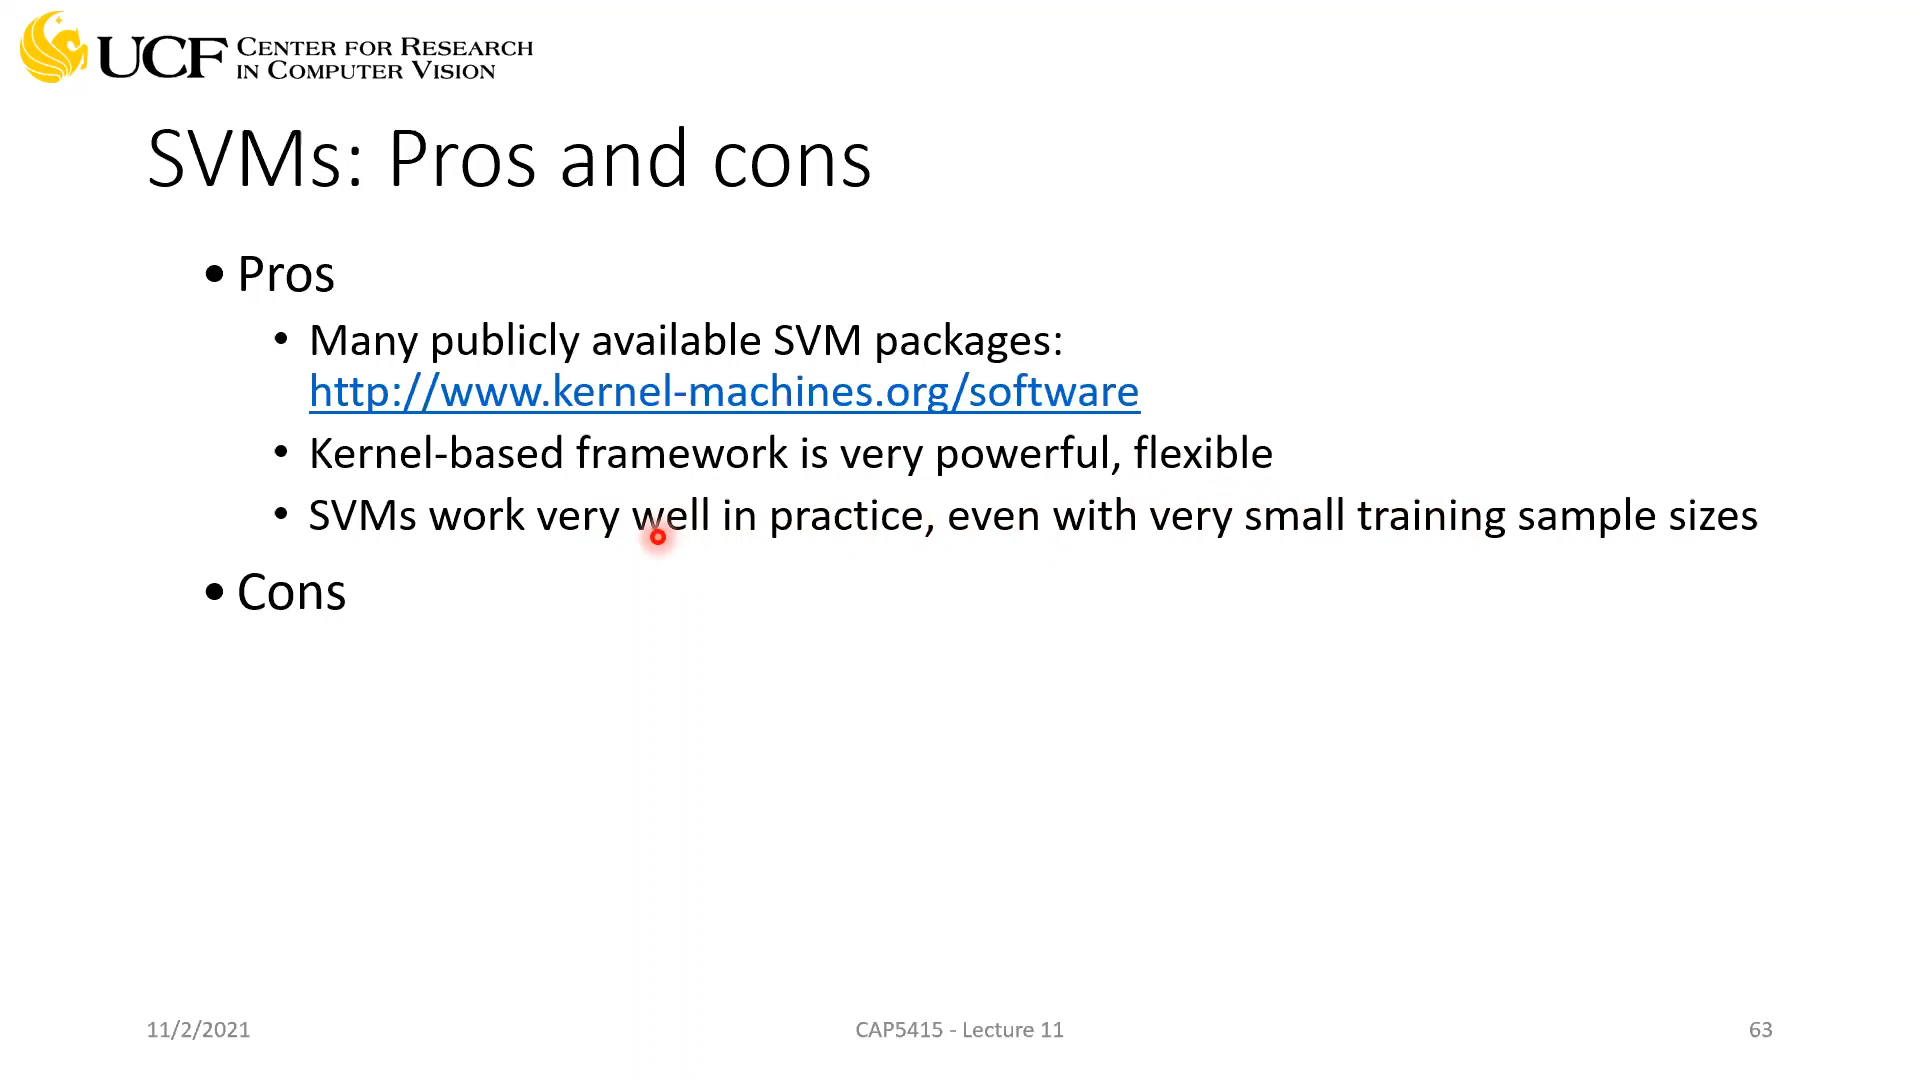 UCF CENTER FOR RESEARCH
IN COMPUTER VISION
SVMs: Pros and cons
• Pros
• Many publicly available SVM packages:
http://www.kernel-machines.org/software
• Kernel-based framework is very powerful, flexible
• SVMs work very well in practice, even with very small training sample sizes
• Cons
11/2/2021
CAP5415 - Lecture 11
63